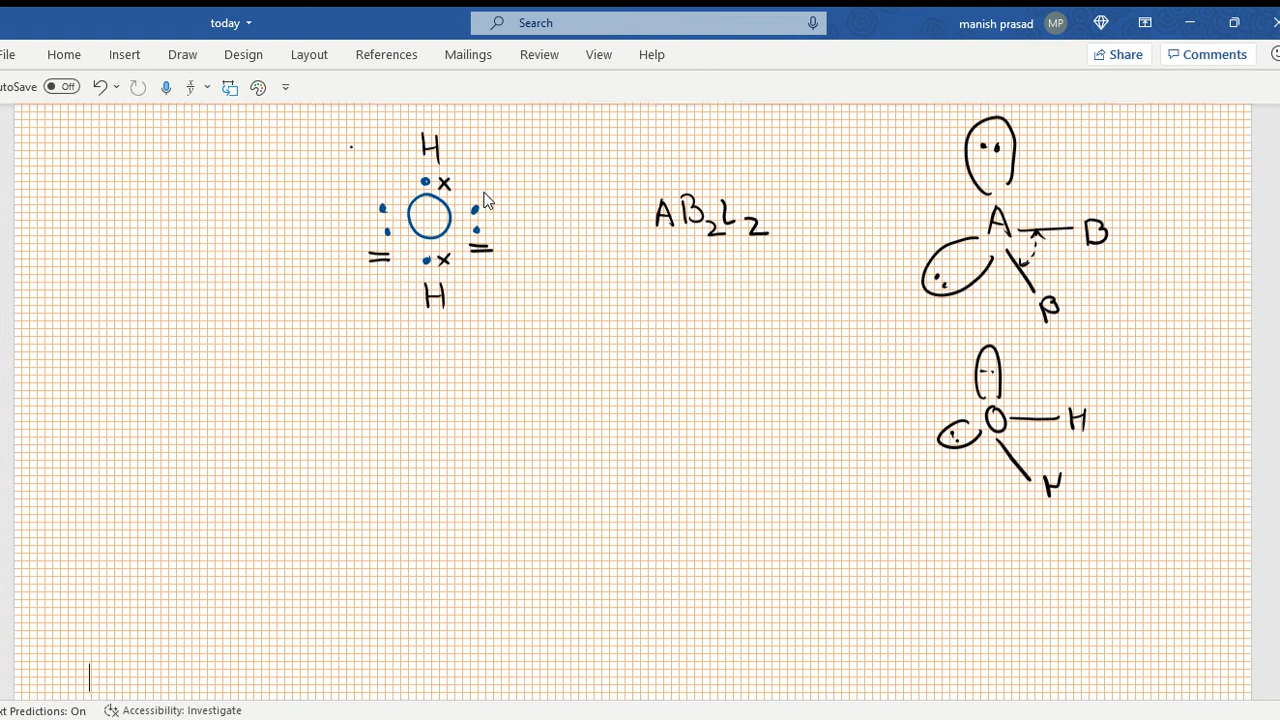 today
Search
manish prasad MP
File Home Insert Draw Design Layout References Mailings Review View Help Share Comments
AutoSave Off
H
x
O
x
H
AB2L2
A B
B
O H
H
Text Predictions: On Accessibility: Investigate